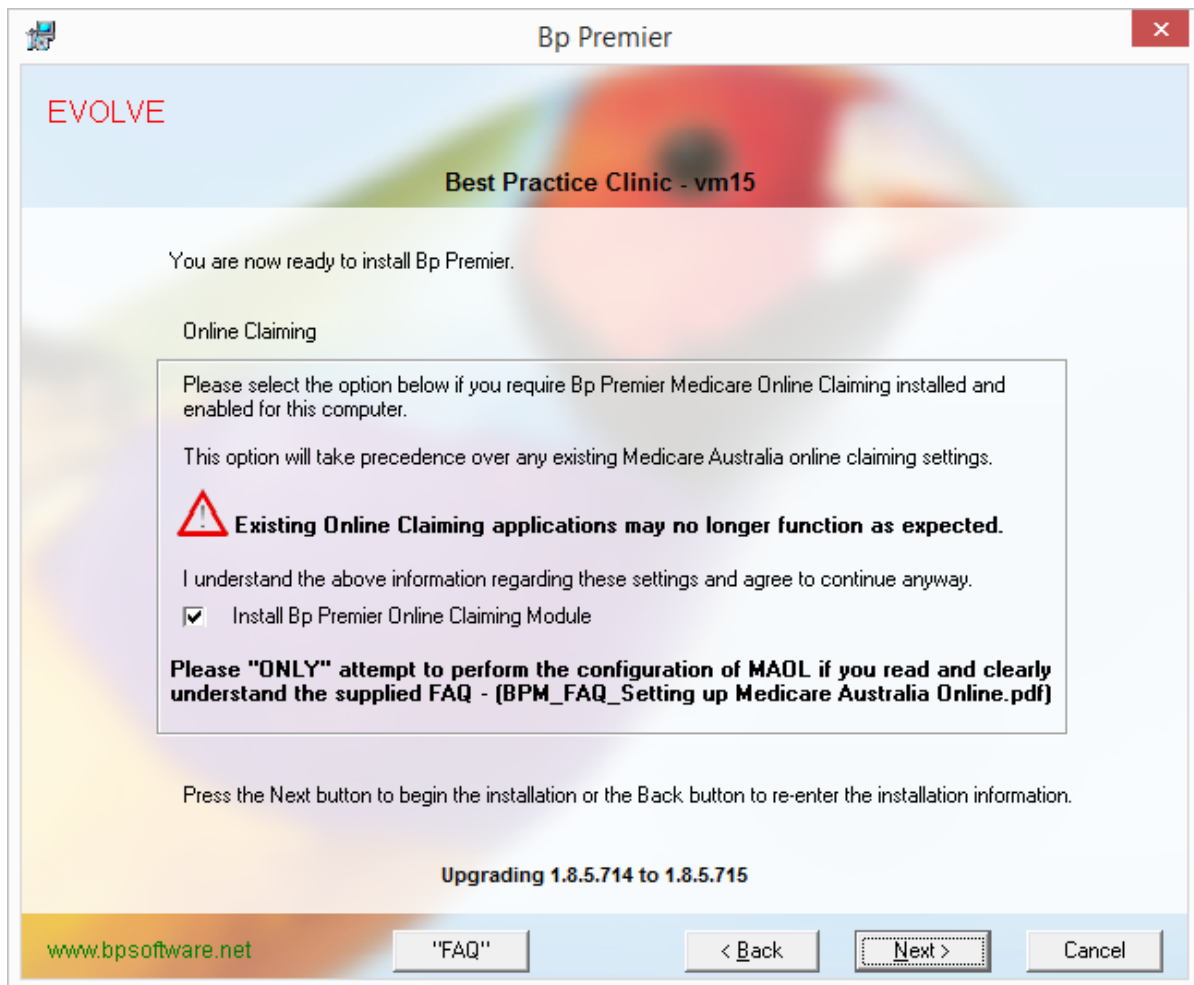 Bp Premier
EVOLVE
Best Practice Clinic - vm15
You are now ready to install Bp Premier.
Online Claiming
Please select the option below if you require Bp Premier Medicare Online Claiming installed and
enabled for this computer.
This option will take precedence over any existing Medicare Australia online claiming settings.
Existing Online Claiming applications may no longer function as expected.
I understand the above information regarding these settings and agree to continue anyway.
Install Bp Premier Online Claiming Module
Please "ONLY" attempt to perform the configuration of MAOL if you read and clearly
understand the supplied FAQ - (BPM_FAQ_Setting up Medicare Australia Online.pdf)
Press the Next button to begin the installation or the Back button to re-enter the installation information.
Upgrading 1.8.5.714 to 1.8.5.715
www.bpsoftware.net "FAQ" < Back Next > Cancel